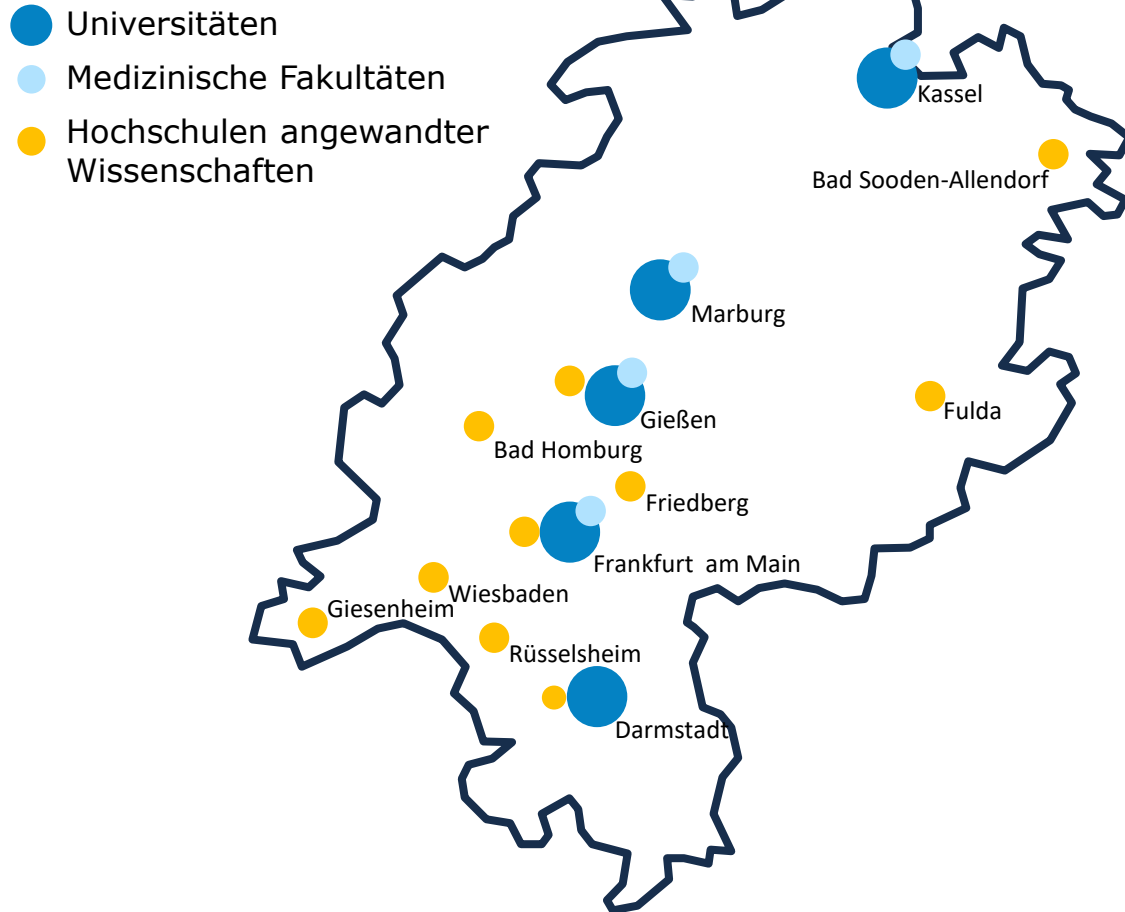 Universitäten
Medizinische Fakultäten
Hochschulen angewandter
Wissenschaften
Kassel
Bad Sooden-Allendorf
Marburg
Gießen
Fulda
Bad Homburg
Friedberg
Frankfurt am Main
Wiesbaden
Giesenheim
Rüsselsheim
Darmstadt